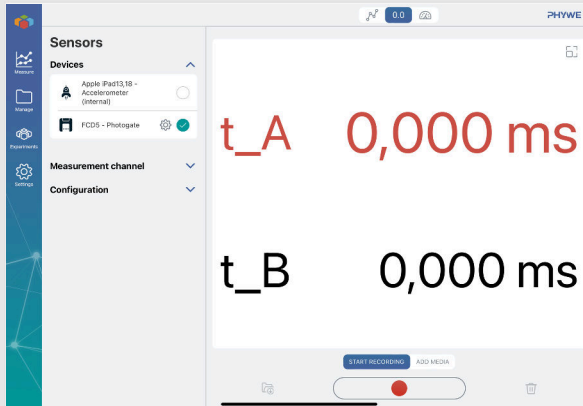 0.0
PHYWE
Sensors
Devices
Apple iPad13,18 -
Accelerometer
(internal)
FCD5 - Photogate
Measurement channel
Configuration
Measure
Manage
Experiments
Settings
t_A 0,000 ms
t_B 0,000 ms
START RECORDING ADD MEDIA